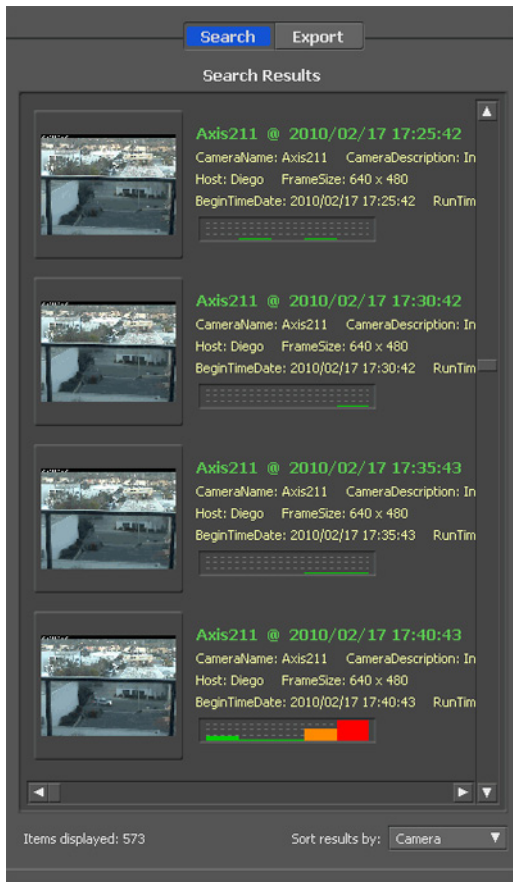 Search Export
Search Results
Axis211 @ 2010/02/17 17:25:42
CameraName: Axis211 CameraDescription: In
Host: Diego FrameSize: 640 x 480
BeginTimeDate: 2010/02/17 17:25:42 RunTim
Axis211 @ 2010/02/17 17:30:42
CameraName: Axis211 CameraDescription: In
Host: Diego FrameSize: 640 x 480
BeginTimeDate: 2010/02/17 17:30:42 RunTim
Axis211 @ 2010/02/17 17:35:43
CameraName: Axis211 CameraDescription: In
Host: Diego FrameSize: 640 x 480
BeginTimeDate: 2010/02/17 17:35:43 RunTim
Axis211 @ 2010/02/17 17:40:43
CameraName: Axis211 CameraDescription: In
Host: Diego FrameSize: 640 x 480
BeginTimeDate: 2010/02/17 17:40:43 RunTim
Items displayed: 573 Sort results by: Camera